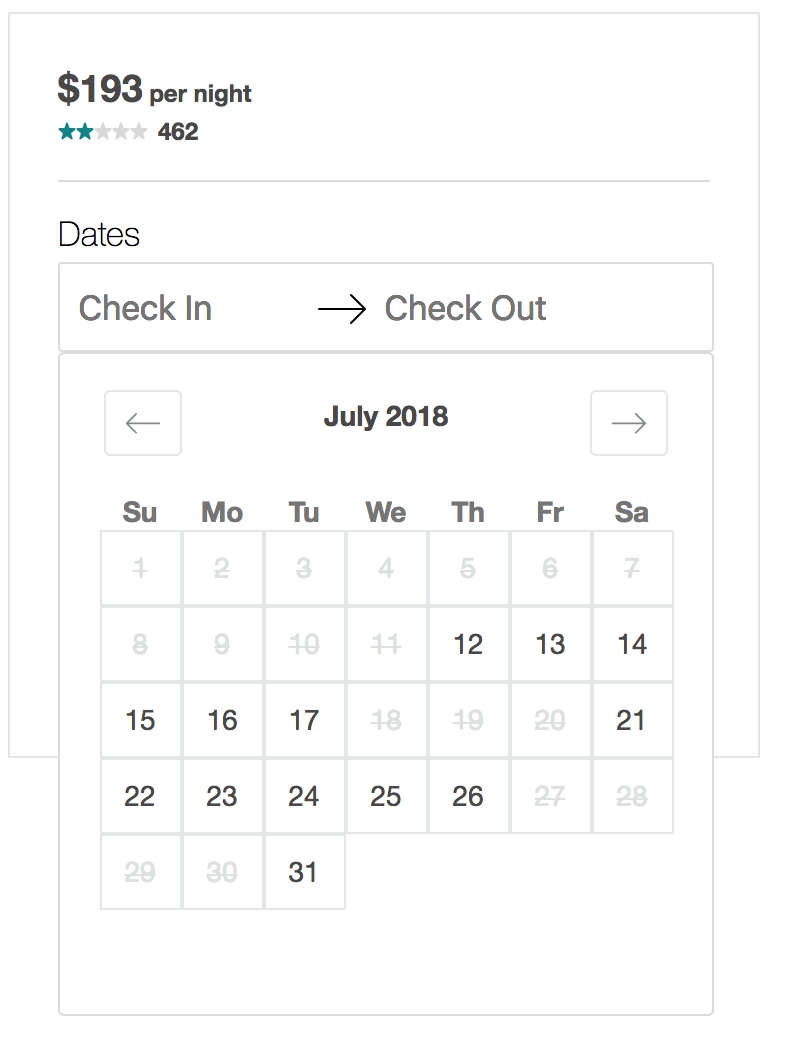 $193 per night
462
Dates
Check In → Check Out
← July 2018 →
Su Mo Tu We Th Fr Sa
1 2 3 4 5 6 7
8 9 10 11 12 13 14
15 16 17 18 19 20 21
22 23 24 25 26 27 28
29 30 31